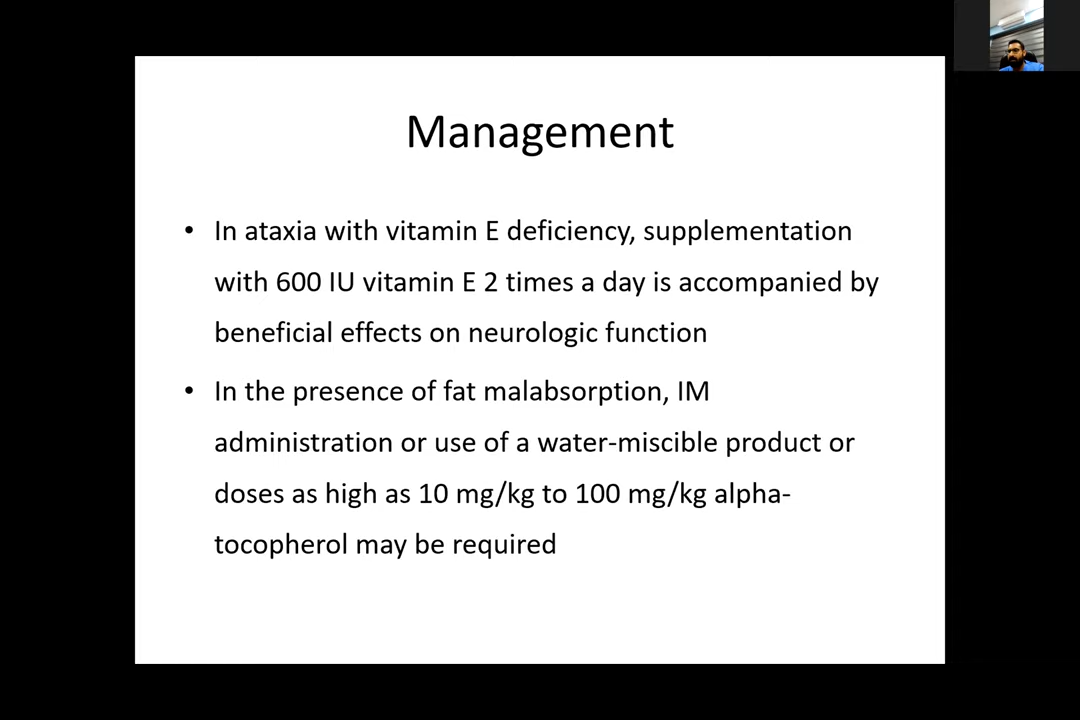 Management
• In ataxia with vitamin E deficiency, supplementation
with 600 IU vitamin E 2 times a day is accompanied by
beneficial effects on neurologic function
• In the presence of fat malabsorption, IM
administration or use of a water-miscible product or
doses as high as 10 mg/kg to 100 mg/kg alpha-
tocopherol may be required